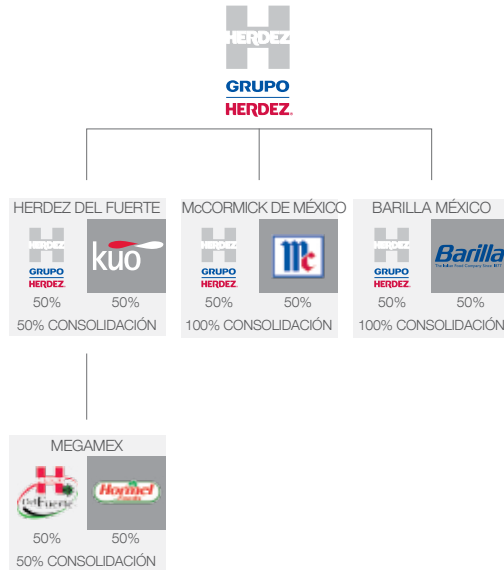 HERDEZ
GRUPO
HERDEZ.
HERDEZ DEL FUERTE
HERDEZ
GRUPO
HERDEZ.
kuo
50%
50%
50% CONSOLIDACIÓN
McCORMICK DE MÉXICO
HERDEZ
GRUPO
HERDEZ.
Mc
50%
50%
100% CONSOLIDACIÓN
BARILLA MÉXICO
HERDEZ
GRUPO
HERDEZ.
Barilla
50%
50%
100% CONSOLIDACIÓN
MEGAMEX
HERDEZ
DelFuerte
Hormel
50%
50%
50% CONSOLIDACIÓN